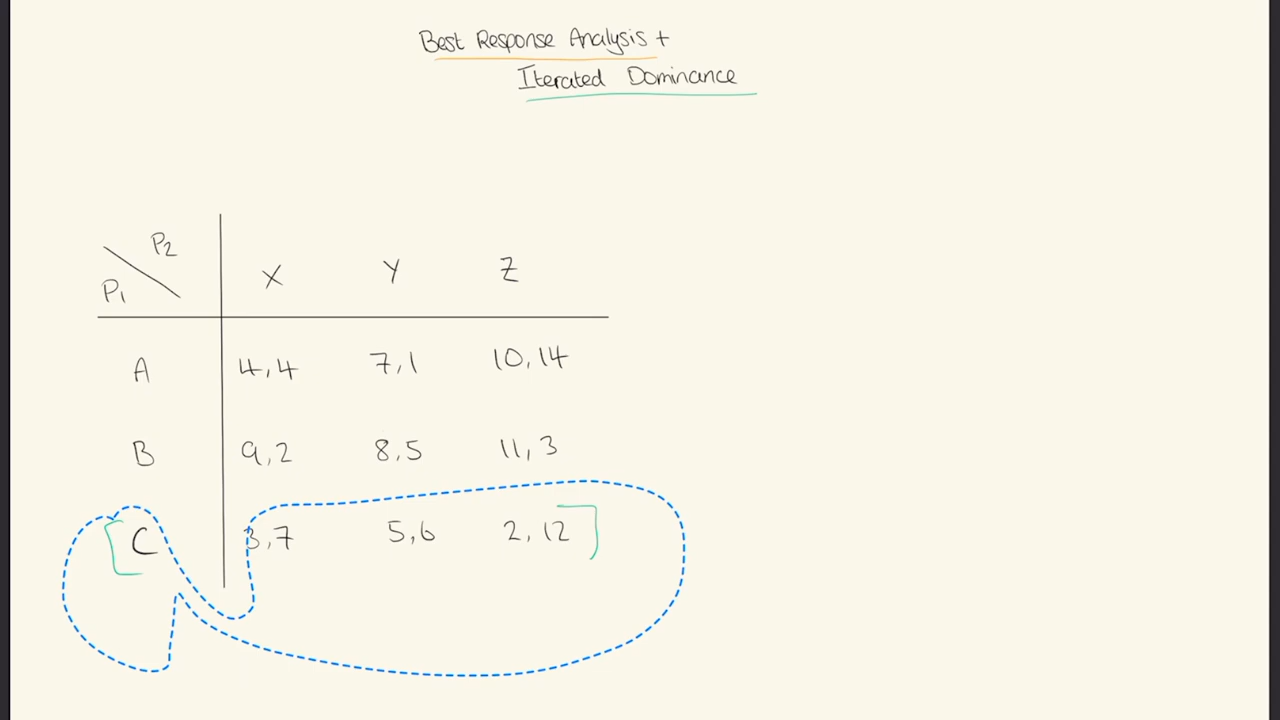 Best Response Analysis +
Iterated Dominance
P2
P1
X Y Z
A 4,4 7,1 10,14
B 9,2 8,5 11,3
C 3,7 5,6 2,12